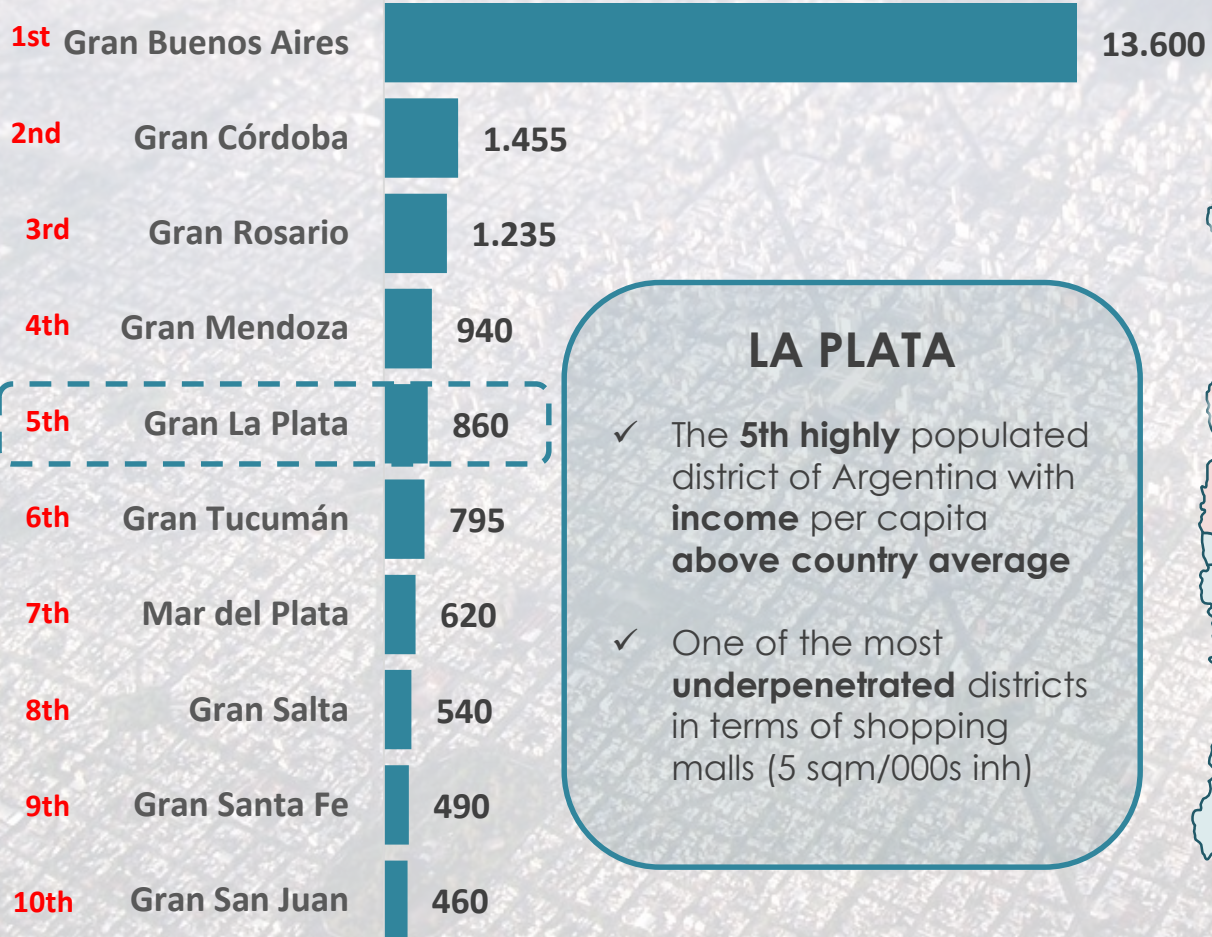 1st Gran Buenos Aires 13.600
2nd Gran Córdoba 1.455
3rd Gran Rosario 1.235
4th Gran Mendoza 940
5th Gran La Plata 860
6th Gran Tucumán 795
7th Mar del Plata 620
8th Gran Salta 540
9th Gran Santa Fe 490
10th Gran San Juan 460
LA PLATA
✓ The 5th highly populated
district of Argentina with
income per capita
above country average
✓ One of the most
underpenetrated districts
in terms of shopping
malls (5 sqm/000s inh)